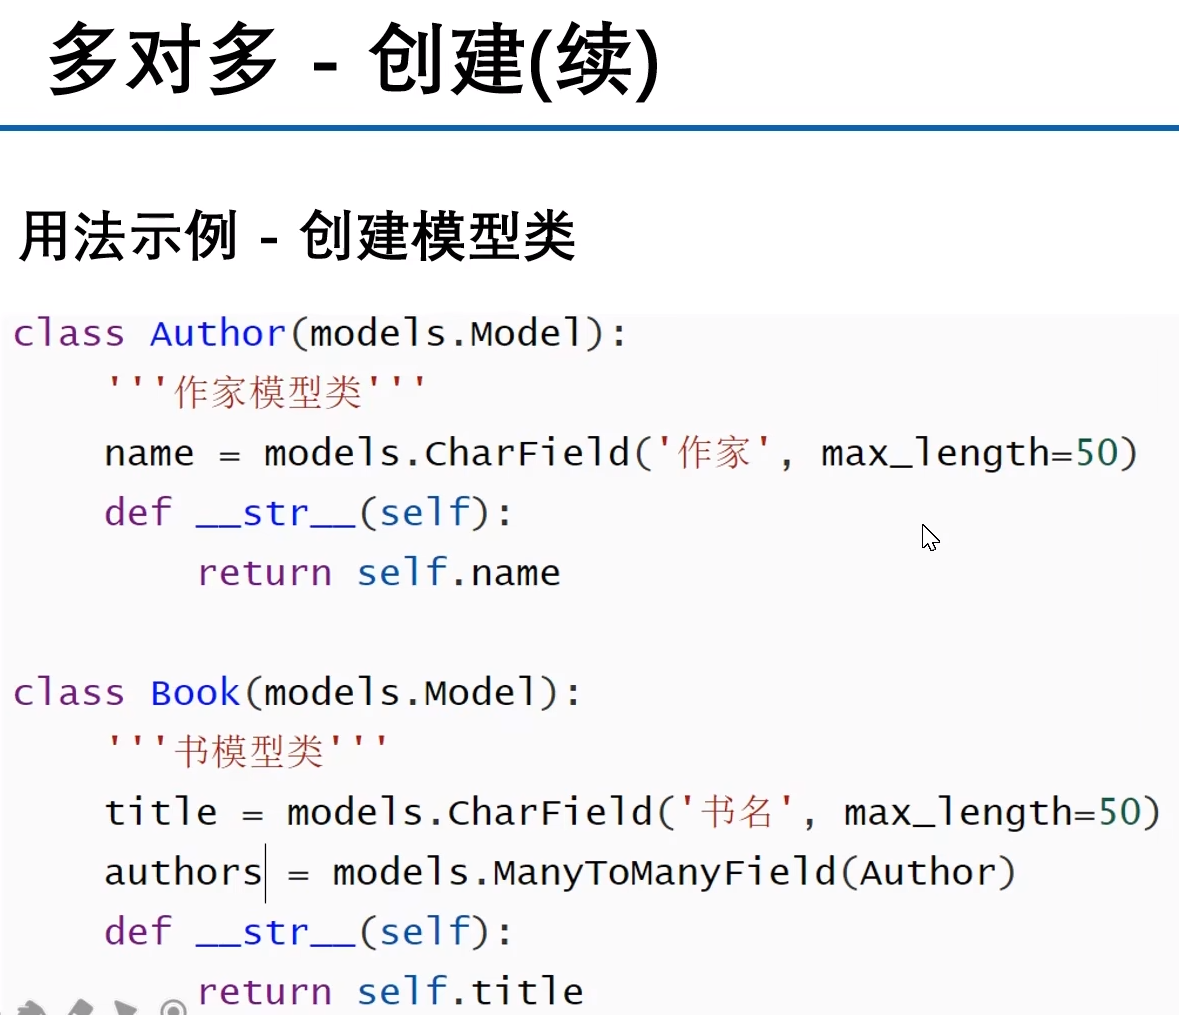 多对多 - 创建(续)
用法示例 - 创建模型类
class Author(models.Model):
    '''作家模型类'''
    name = models.CharField('作家', max_length=50)
    def __str__(self):
        return self.name
class Book(models.Model):
    '''书模型类'''
    title = models.CharField('书名', max_length=50)
    authors = models.ManyToManyField(Author)
    def __str__(self):
        return self.title